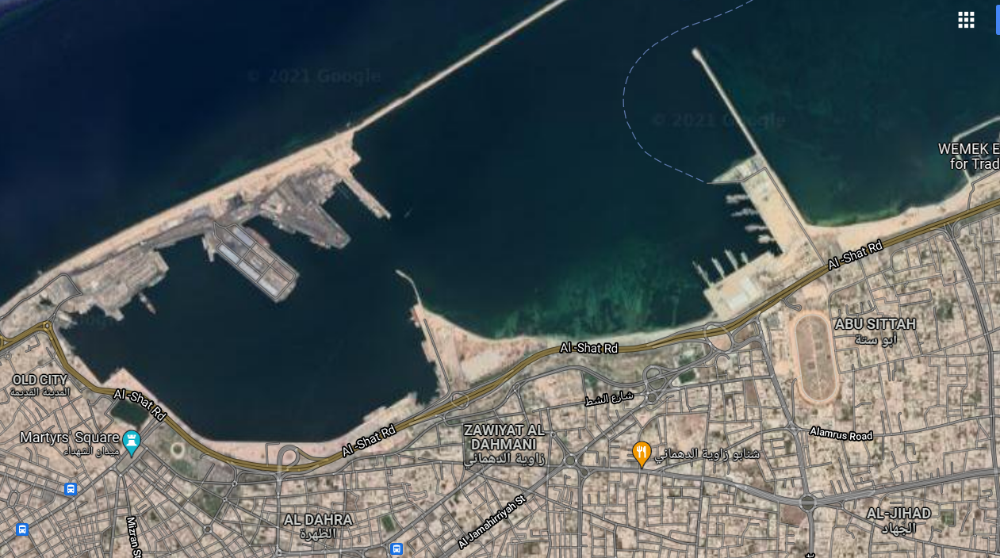 © 2021 Google
© 2021 Google
WEMEK E
for Trad
Al-Shat Rd
ABU SITTAH
أبو ستة
Al-Shat Rd
OLD CITY
المدينة القديمة
Al-Shat Rd
شارع الشط
Al-Shat Rd
ZAWIYAT AL
DAHMANI
زاوية الدهماني
Martyrs' Square
ميدان الشهداء
Alamrus Road
شنابو زاوية الدهماني
AL DAHRA
الظهرة
Al Jamahirriyah St
Mizran St
AL-JIHAD
الجهاد